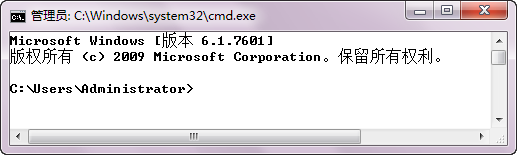 管理员: C:\Windows\system32\cmd.exe
Microsoft Windows [版本 6.1.7601]
版权所有 (c) 2009 Microsoft Corporation。保留所有权利。
C:\Users\Administrator>